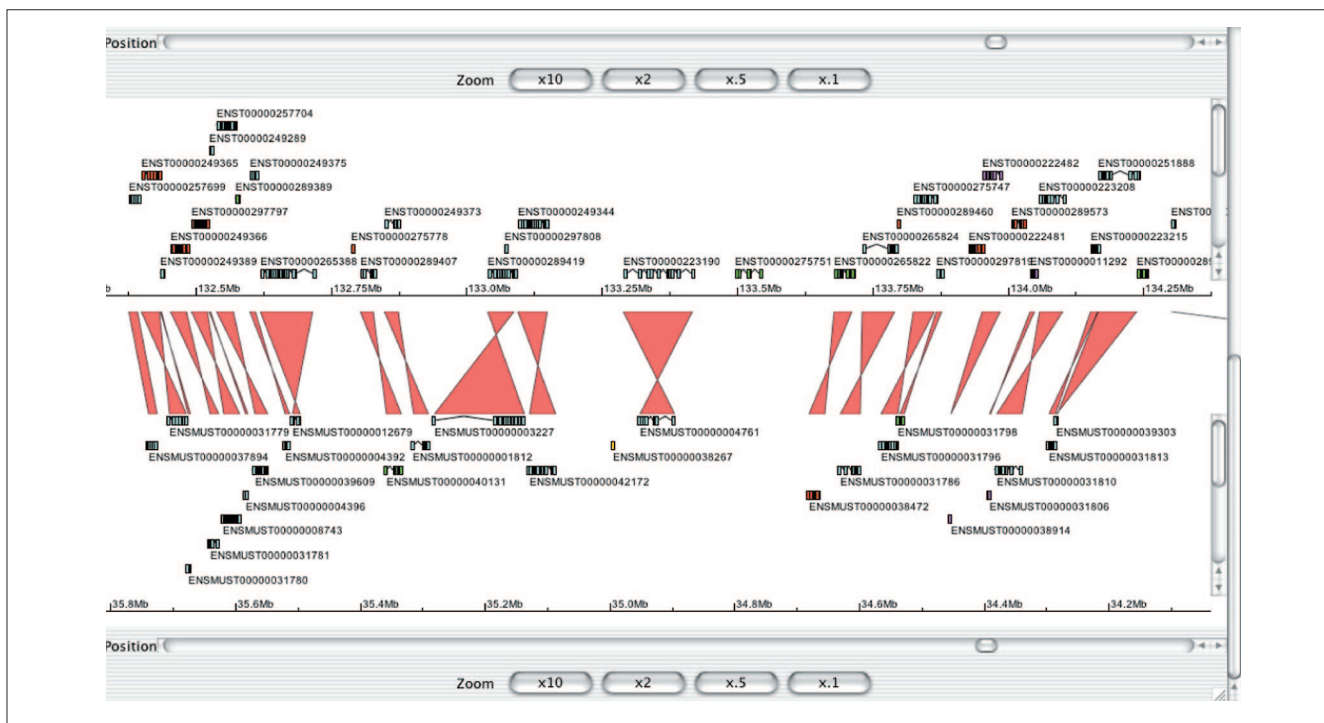 Position
Zoom x10 x2 x.5 x.1
ENST00000257704
ENST00000249289
ENST00000249365 ENST00000249375 ENST00000222482 ENST00000251888
ENST00000257699 ENST00000289389 ENST00000275747 ENST00000223208
ENST00000297797 ENST00000249373 ENST00000249344 ENST00000289460 ENST00000289573
ENST00000249366 ENST00000275778 ENST00000297808 ENST00000265824 ENST00000222481 ENST00000223215
ENST00000249389 ENST00000265388 ENST00000289407 ENST00000289419 ENST00000223190 ENST00000275751 ENST00000265822 ENST00000297819 ENST00000011292
132.5Mb 132.75Mb 133.0Mb 133.25Mb 133.5Mb 133.75Mb 134.0Mb 134.25Mb
ENSMUST00000031779 ENSMUST00000012679 ENSMUST00000003227 ENSMUST00000004761 ENSMUST00000031798 ENSMUST00000039303
ENSMUST00000037894 ENSMUST00000004392 ENSMUST00000001812 ENSMUST00000038267 ENSMUST00000031796 ENSMUST00000031813
ENSMUST00000039609 ENSMUST00000040131 ENSMUST00000042172 ENSMUST00000031786 ENSMUST00000031810
ENSMUST00000004396 ENSMUST00000038472 ENSMUST00000031806
ENSMUST00000008743 ENSMUST00000038914
ENSMUST00000031781
ENSMUST00000031780
35.8Mb 35.6Mb 35.4Mb 35.2Mb 35.0Mb 34.8Mb 34.6Mb 34.4Mb 34.2Mb
Position
Zoom x10 x2 x.5 x.1